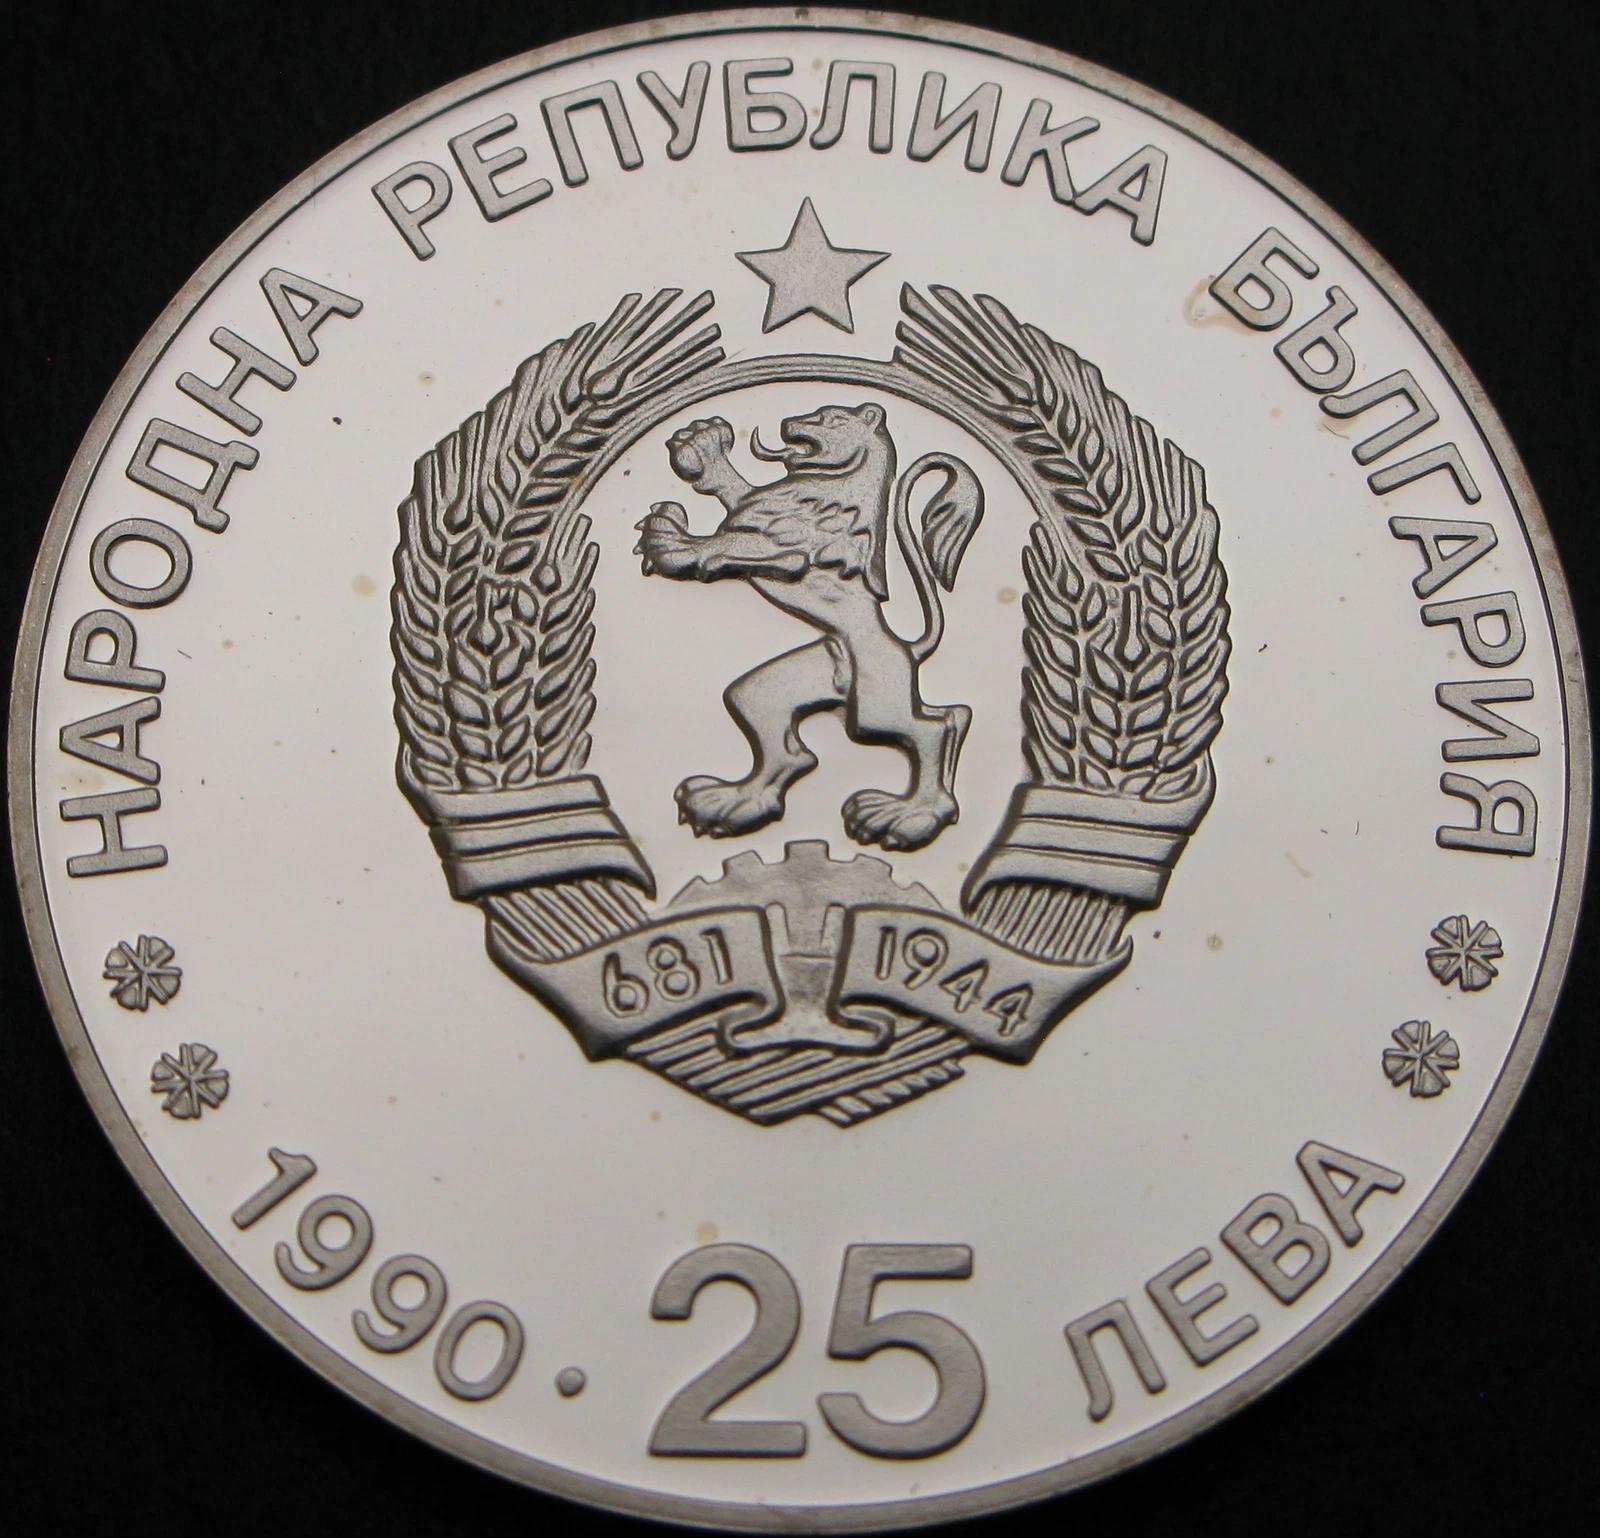 НАРОДНА РЕПУБЛИКА БЪЛГАРИЯ
681 1944
1990 · 25 ЛЕВА